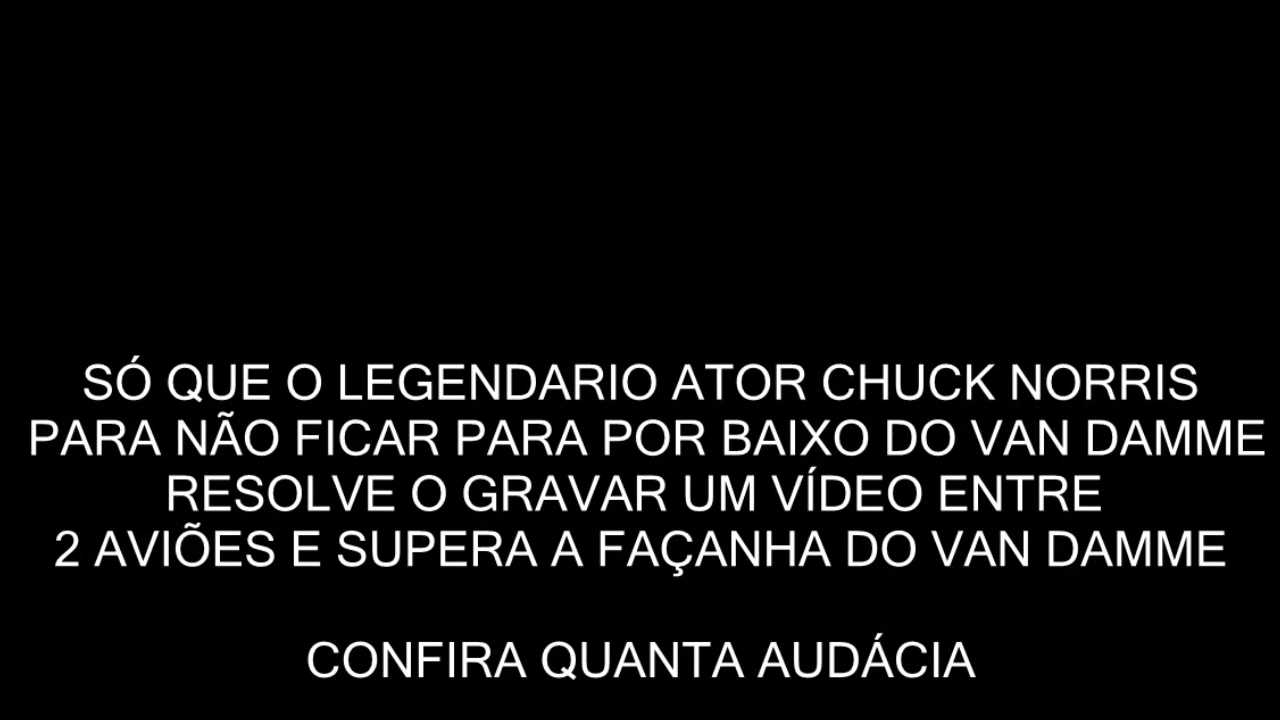 SÓ QUE O LEGENDARIO ATOR CHUCK NORRIS
PARA NÃO FICAR PARA POR BAIXO DO VAN DAMME
RESOLVE O GRAVAR UM VÍDEO ENTRE
2 AVIÕES E SUPERA A FAÇANHA DO VAN DAMME
CONFIRA QUANTA AUDÁCIA